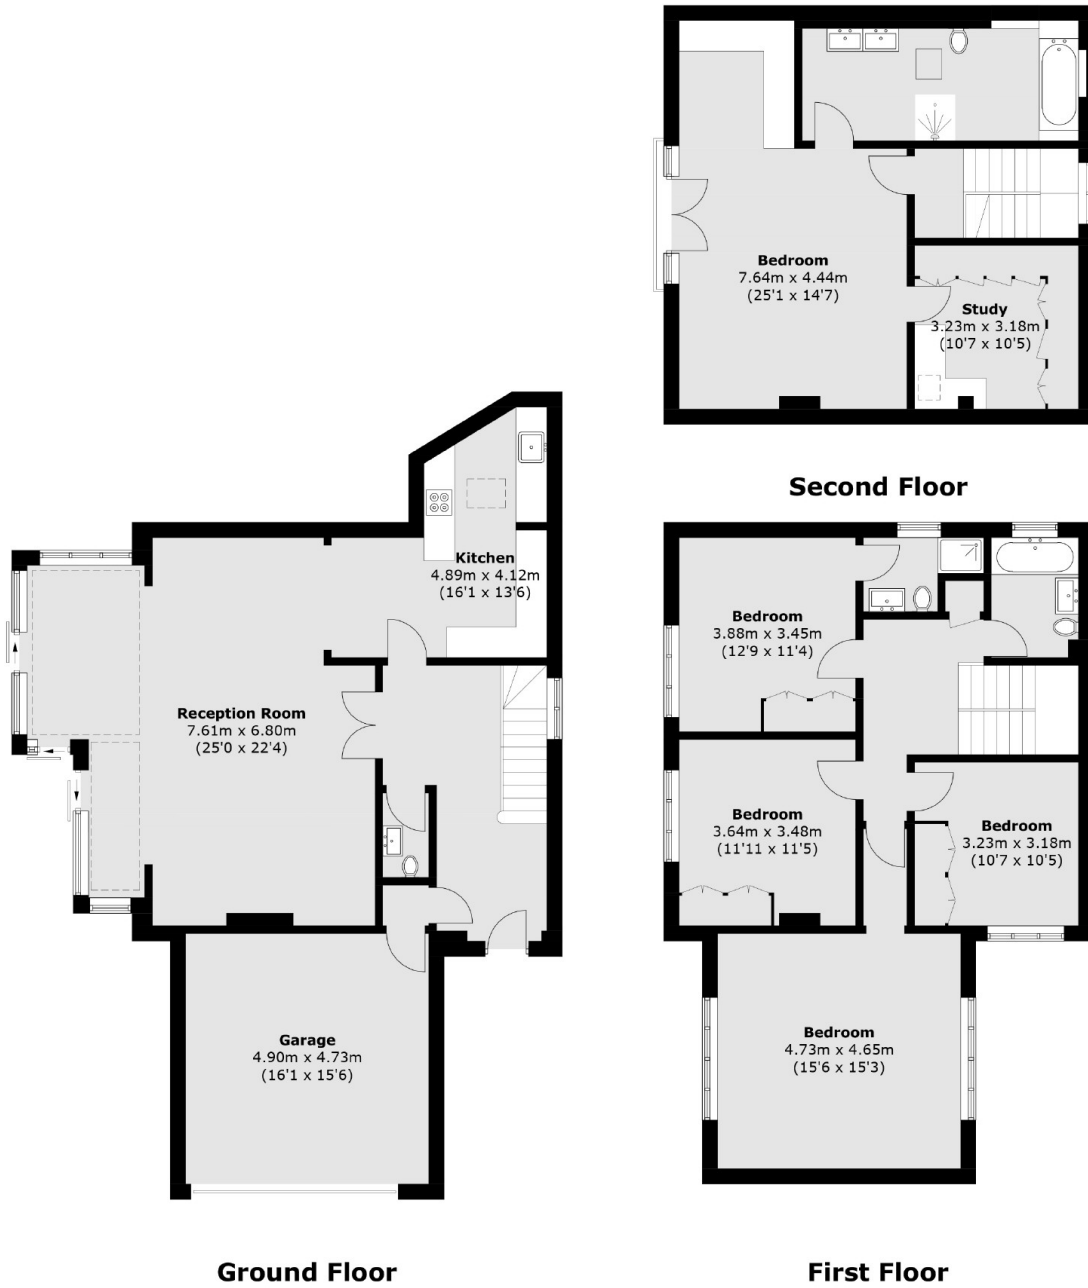 Bedroom
7.64m x 4.44m
(25'1 x 14'7)
Study
3.23m x 3.18m
(10'7 x 10'5)
Second Floor
Kitchen
4.89m x 4.12m
(16'1 x 13'6)
Reception Room
7.61m x 6.80m
(25'0 x 22'4)
Garage
4.90m x 4.73m
(16'1 x 15'6)
Ground Floor
Bedroom
3.88m x 3.45m
(12'9 x 11'4)
Bedroom
3.64m x 3.48m
(11'11 x 11'5)
Bedroom
3.23m x 3.18m
(10'7 x 10'5)
Bedroom
4.73m x 4.65m
(15'6 x 15'3)
First Floor